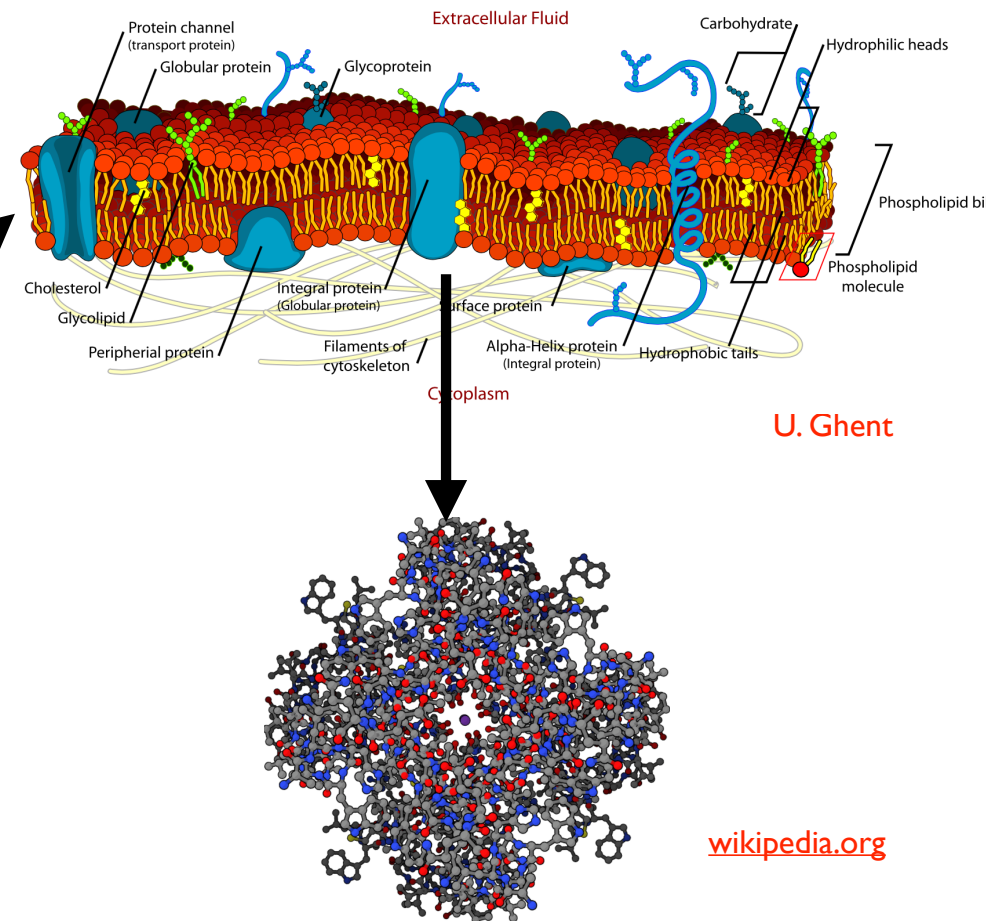 Extracellular Fluid
Protein channel
(transport protein)
Globular protein
Glycoprotein
Carbohydrate
Hydrophilic heads
Phospholipid bi
Phospholipid
molecule
Cholesterol
Glycolipid
Peripherial protein
Integral protein
(Globular protein)
Filaments of
cytoskeleton
Surface protein
Alpha-Helix protein
(Integral protein)
Hydrophobic tails
Cytoplasm
U. Ghent
wikipedia.org